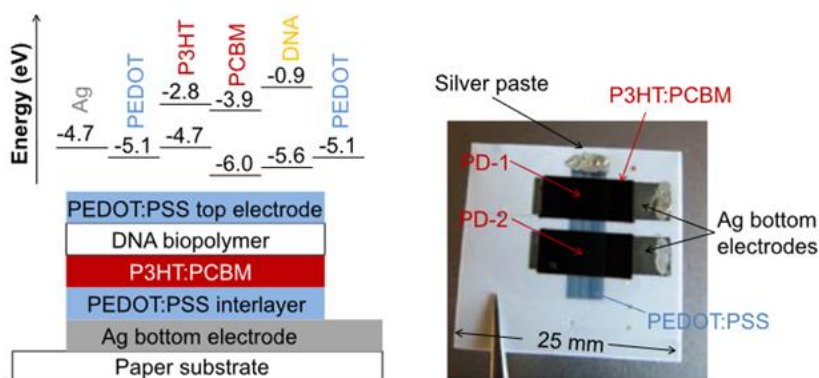 Energy (eV)
Ag
PEDOT
P3HT
PCBM
DNA
PEDOT
-4.7
-5.1
-2.8
-4.7
-3.9
-6.0
-0.9
-5.6
-5.1
PEDOT:PSS top electrode
DNA biopolymer
P3HT:PCBM
PEDOT:PSS interlayer
Ag bottom electrode
Paper substrate
Silver paste
P3HT:PCBM
PD-1
PD-2
Ag bottom
electrodes
PEDOT:PSS
25 mm